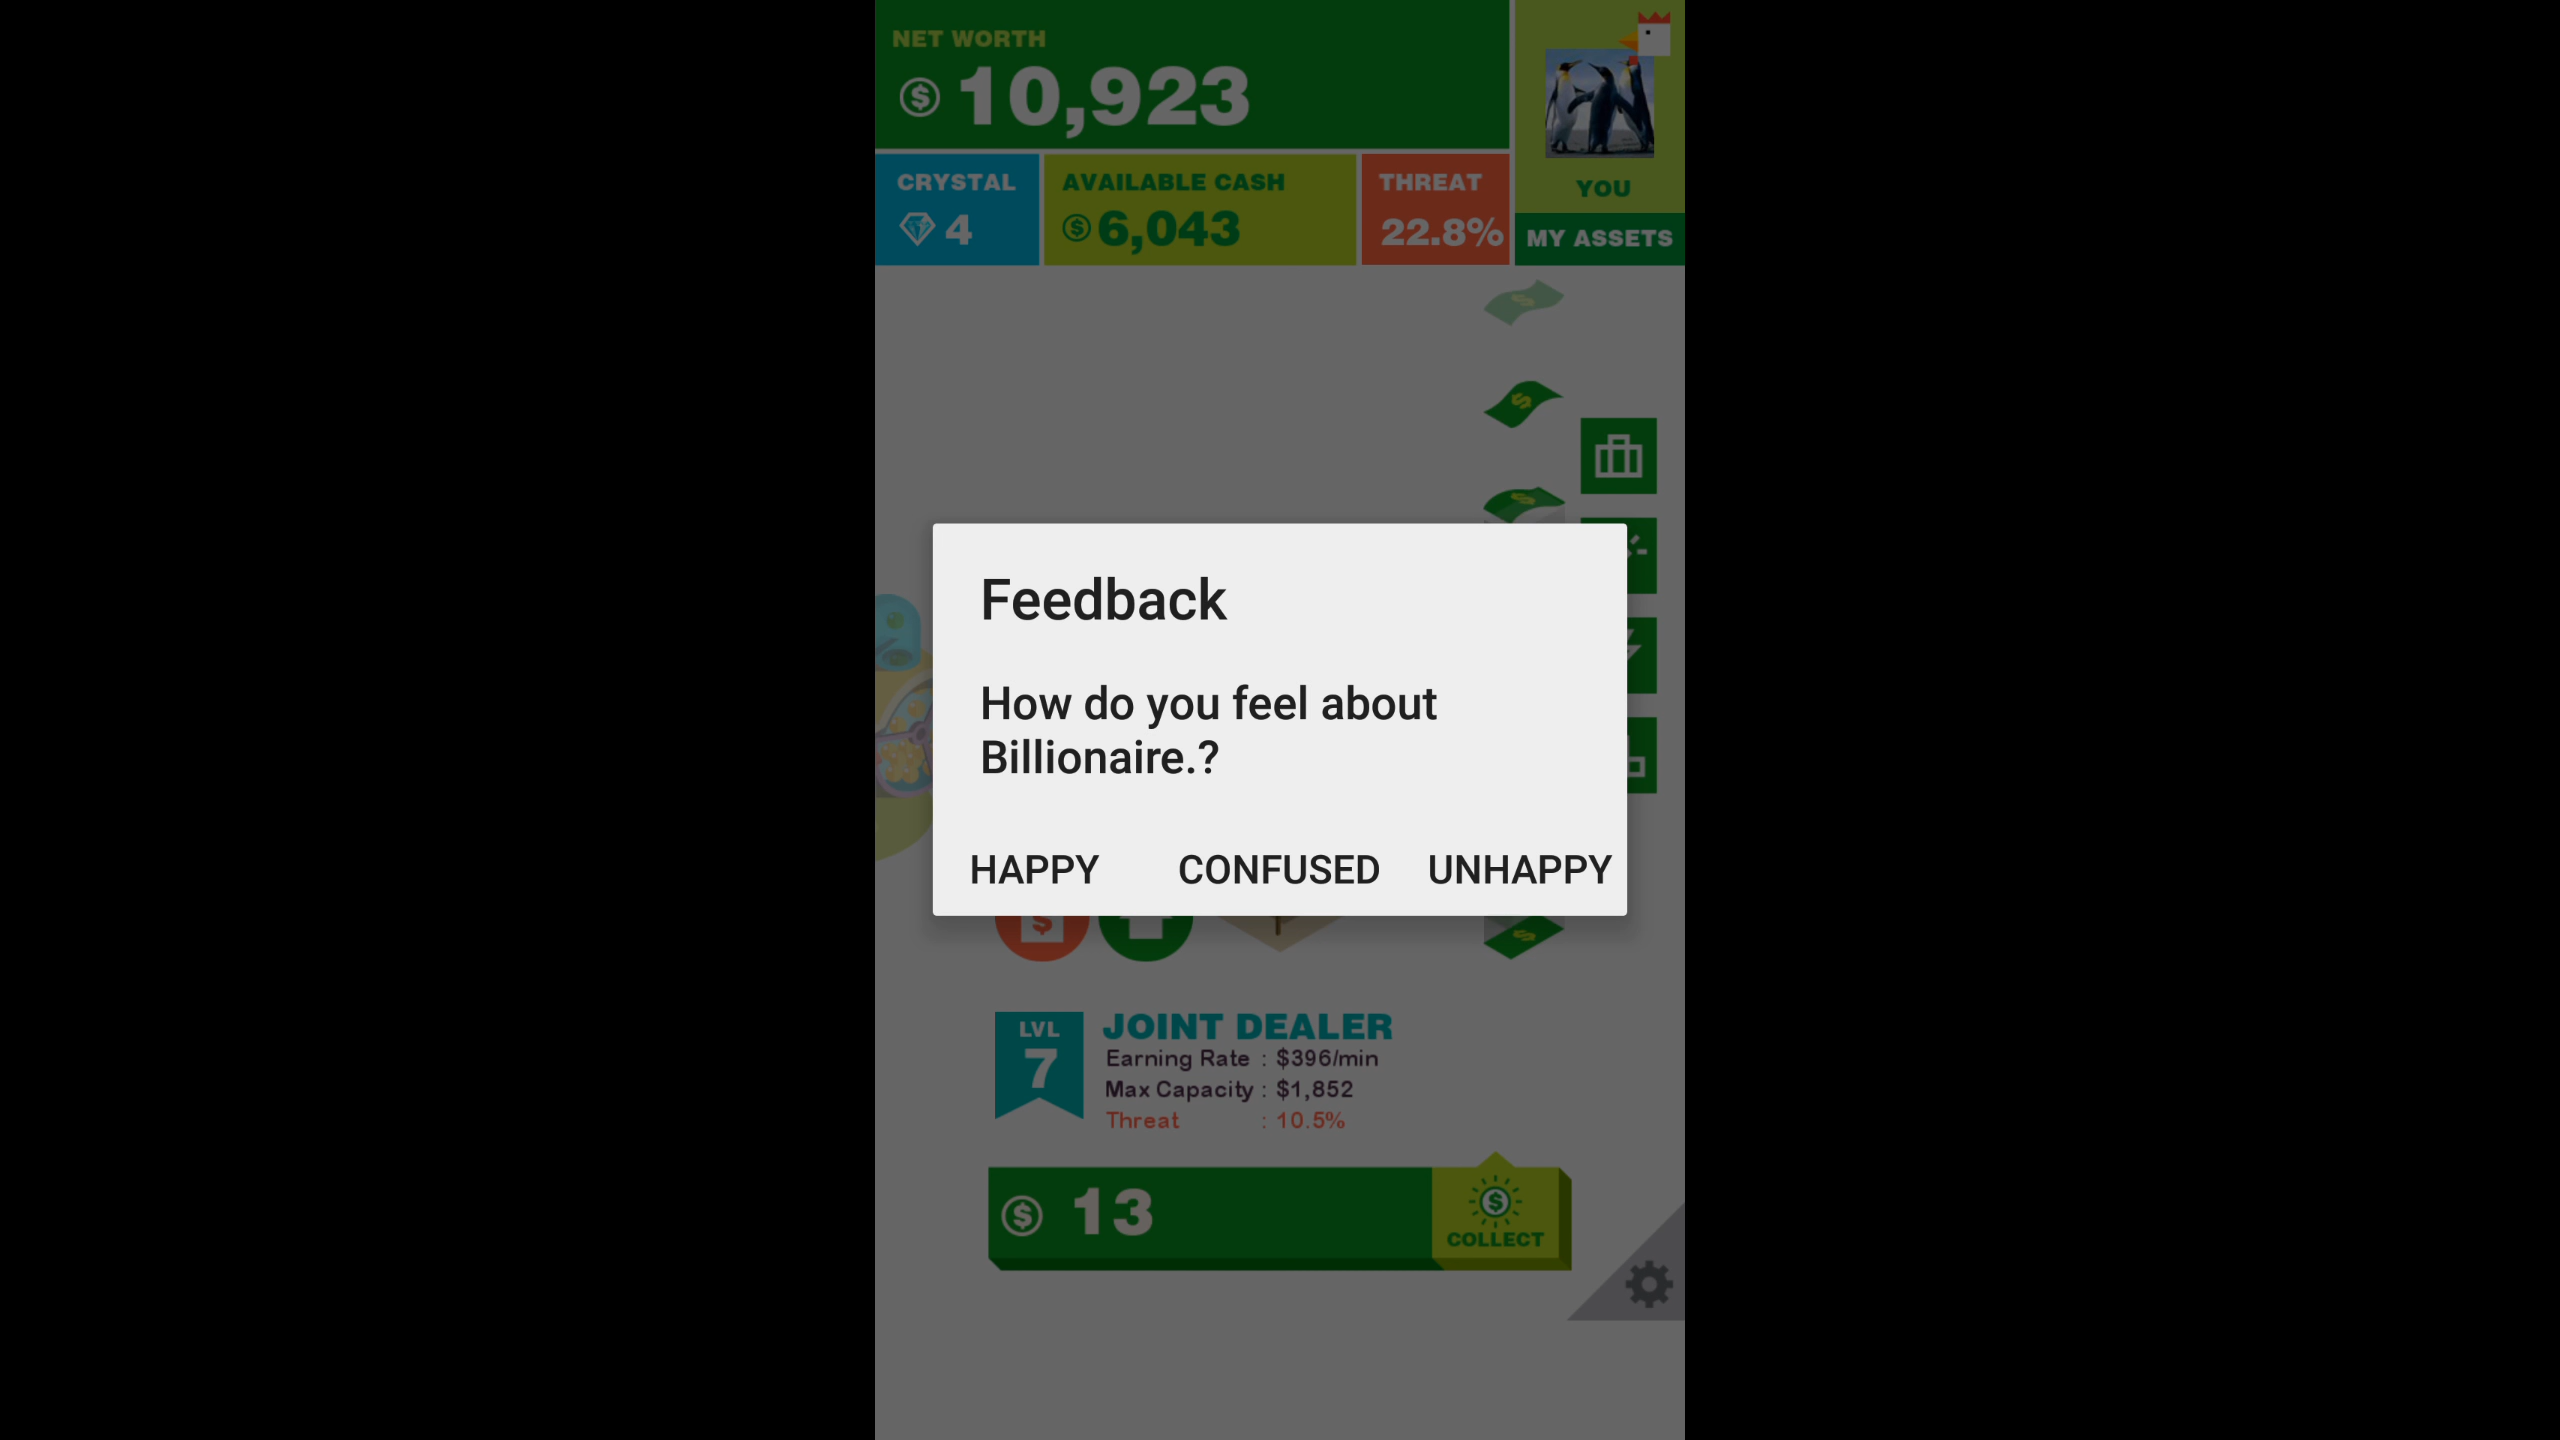 NET WORTH
10,923
CRYSTAL
4
AVAILABLE CASH
6,043
THREAT
22.8%
YOU
MY ASSETS
Feedback
How do you feel about
Billionaire.?
HAPPY CONFUSED UNHAPPY
LVL
7
JOINT DEALER
Earning Rate : $396/min
Max Capacity : $1,852
Threat : 10.5%
$ 13
COLLECT